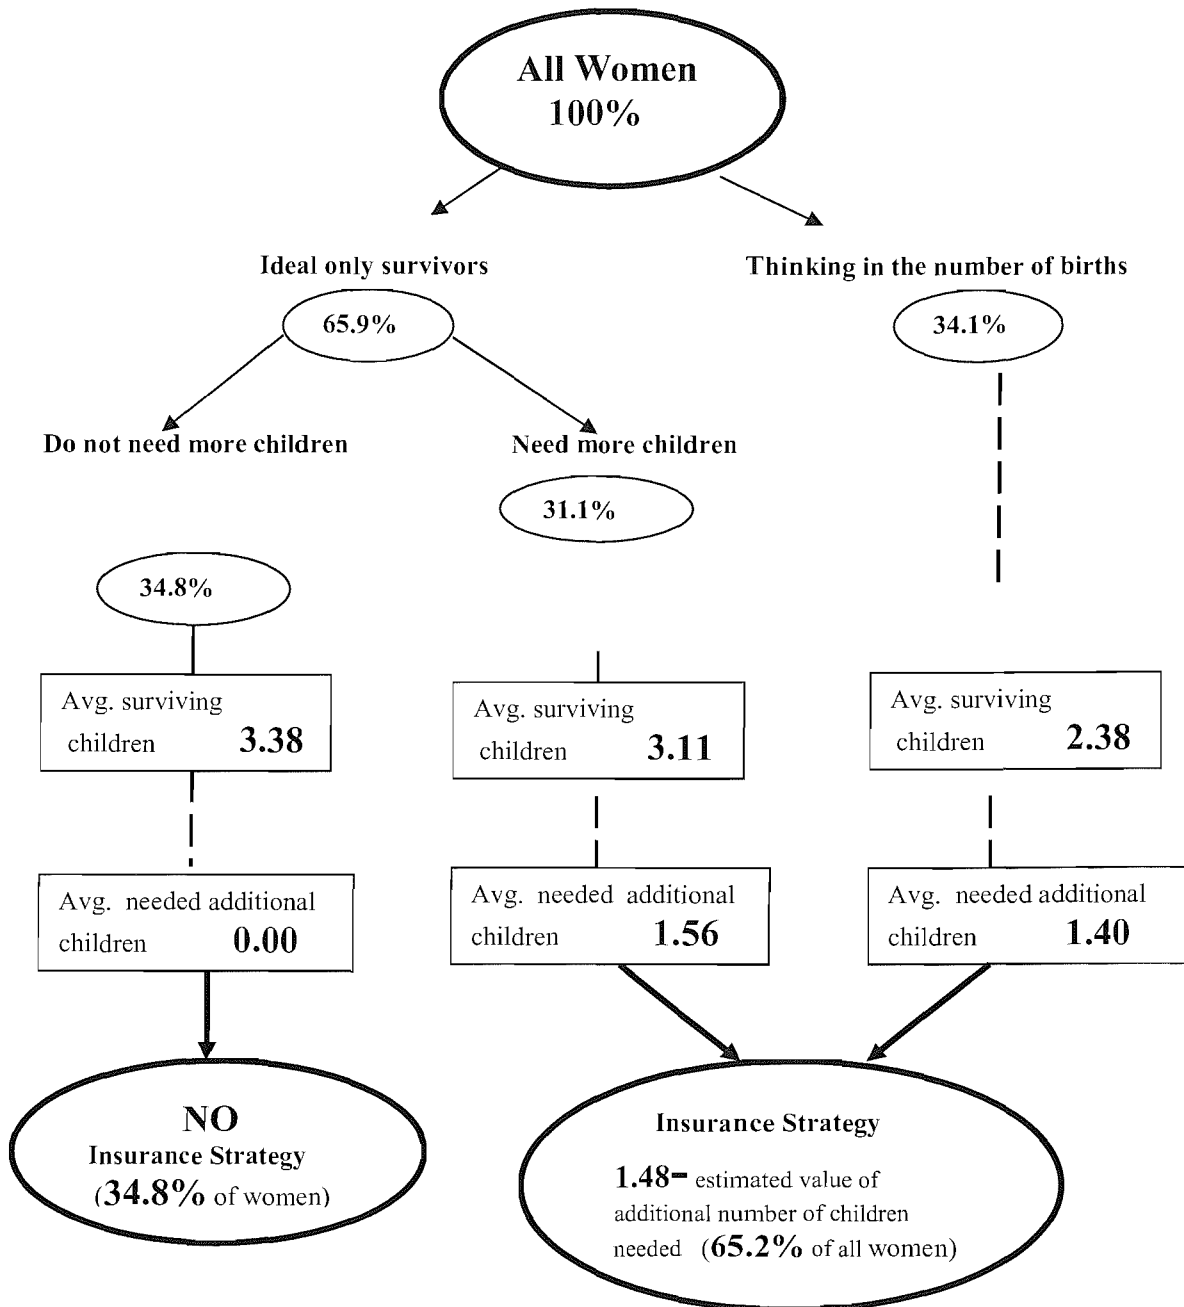 All Women
100%
Ideal only survivors
Thinking in the number of births
65.9%
34.1%
Do not need more children
Need more children
31.1%
34.8%
Avg. surviving
children 3.38
Avg. surviving
children 3.11
Avg. surviving
children 2.38
Avg. needed additional
children 0.00
Avg. needed additional
children 1.56
Avg. needed additional
children 1.40
NO
Insurance Strategy
(34.8% of women)
Insurance Strategy
1.48- estimated value of
additional number of children
needed (65.2% of all women)